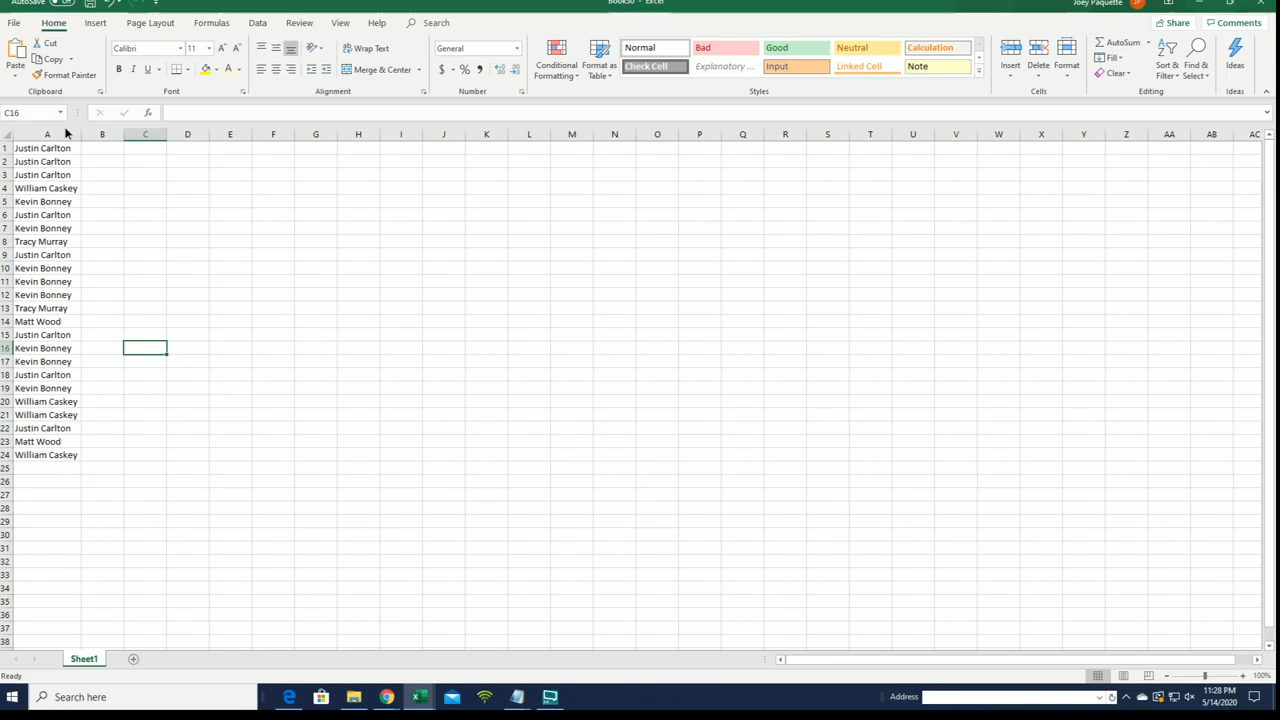 AutoSave
Book30 - Excel
Joey Paquette
JP
File Home Insert Page Layout Formulas Data Review View Help Search Share Comments
Paste Cut Calibri 11 Wrap Text General Normal Bad Good Neutral Calculation AutoSum
Copy Conditional Formatting Format as Table Insert Delete Format Fill Sort & Filter Find & Select Ideas
Format Painter B I U A Merge & Center $ % , Check Cell Explanatory ... Input Linked Cell Note Clear
Clipboard Font Alignment Number Styles Cells Editing Ideas
C16 fx
A B C D E F G H I J K L M N O P Q R S T U V W X Y Z AA AB AC
1 Justin Carlton
2 Justin Carlton
3 Justin Carlton
4 William Caskey
5 Kevin Bonney
6 Justin Carlton
7 Kevin Bonney
8 Tracy Murray
9 Justin Carlton
10 Kevin Bonney
11 Kevin Bonney
12 Kevin Bonney
13 Tracy Murray
14 Matt Wood
15 Justin Carlton
16 Kevin Bonney
17 Kevin Bonney
18 Justin Carlton
19 Kevin Bonney
20 William Caskey
21 William Caskey
22 Justin Carlton
23 Matt Wood
24 William Caskey
25
26
27
28
29
30
31
32
33
34
35
36
37
38
Sheet1
Ready 100%
Search here Address 11:28 PM
5/14/2020